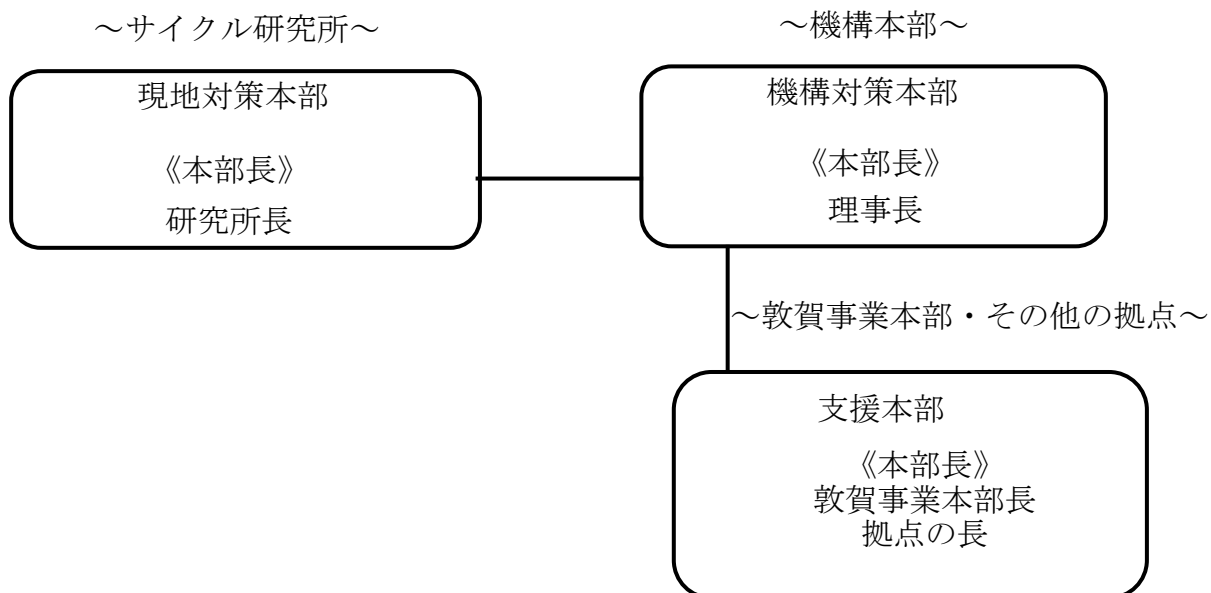 ～サイクル研究所～
現地対策本部
《本部長》
研究所長
～機構本部～
機構対策本部
《本部長》
理事長
～敦賀事業本部・その他の拠点～
支援本部
《本部長》
敦賀事業本部長
拠点の長